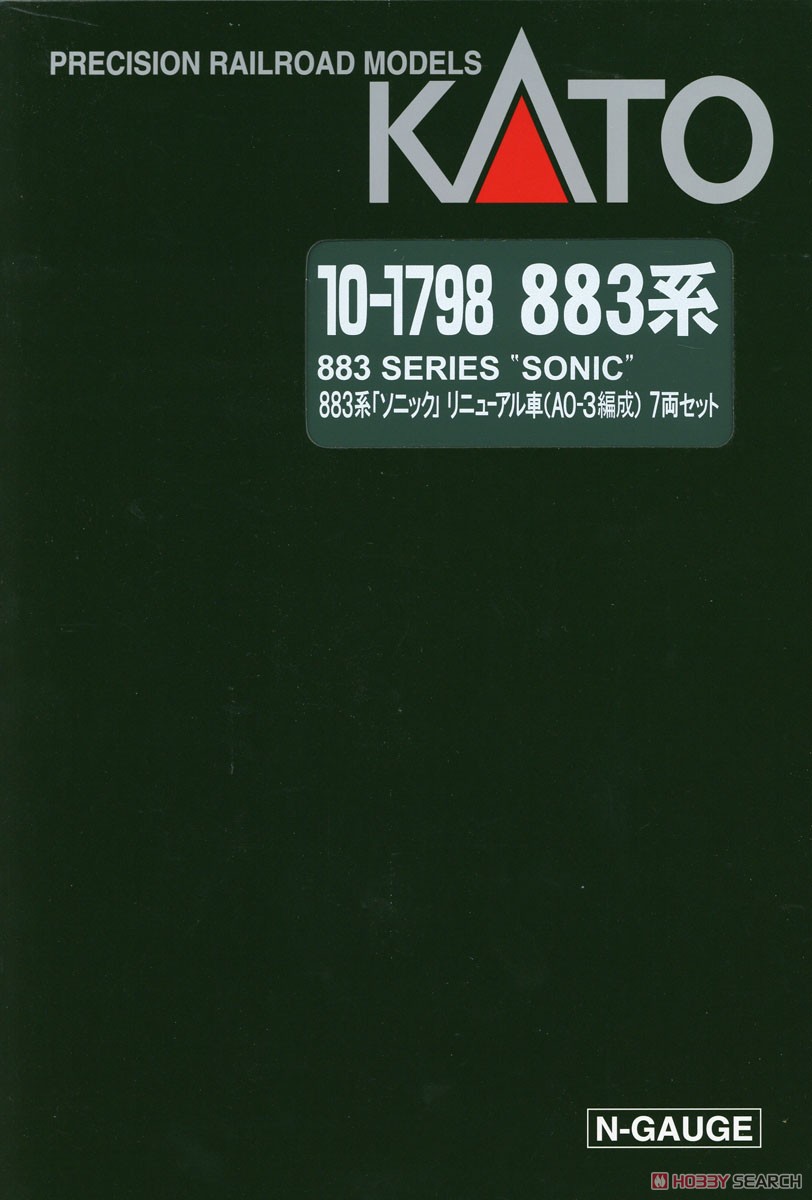 PRECISION RAILROAD MODELS
KATO
10-1798 883系
883 SERIES "SONIC"
883系「ソニック」 リニューアル車(AO-3編成) 7両セット
N-GAUGE
HOBBY SEARCH